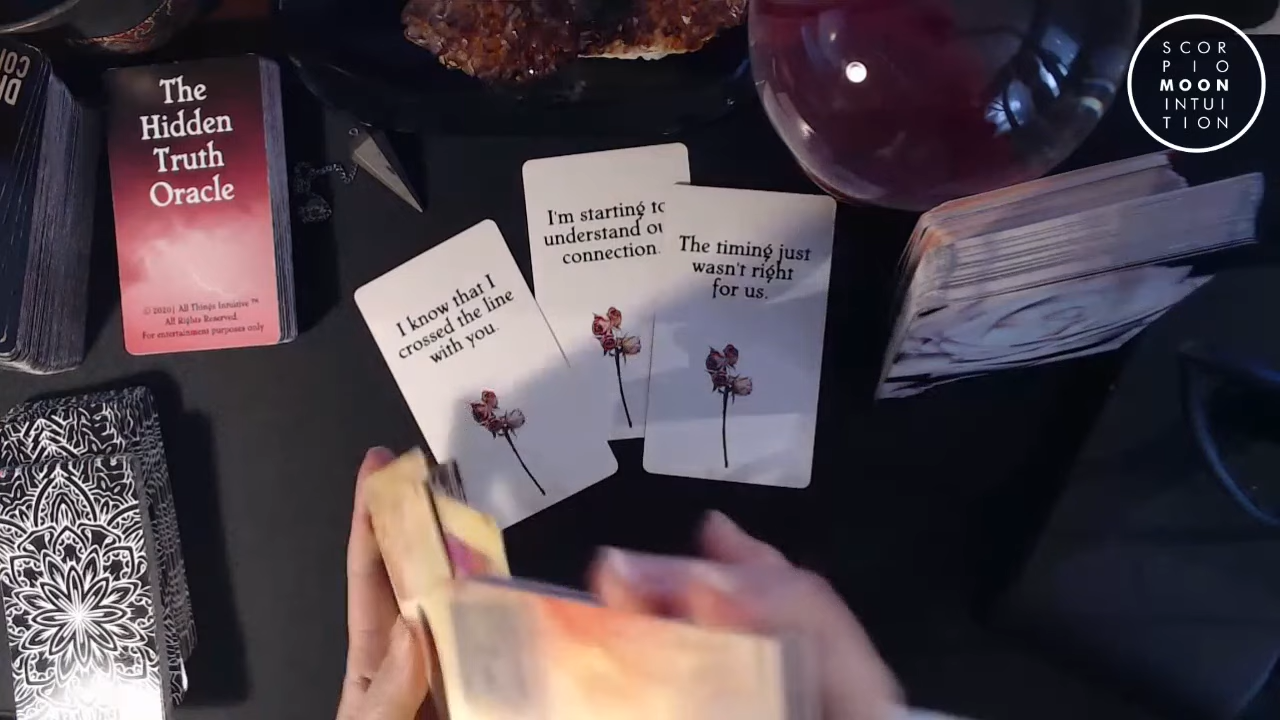 The
Hidden
Truth
Oracle
© 2020| All Things Intuitive ™
All Rights Reserved.
For entertainment purposes only
I know that I
crossed the line
with you.
I'm starting to
understand ou
connection.
The timing just
wasn't right
for us.
SCOR
PIO
MOON
INTUI
TION